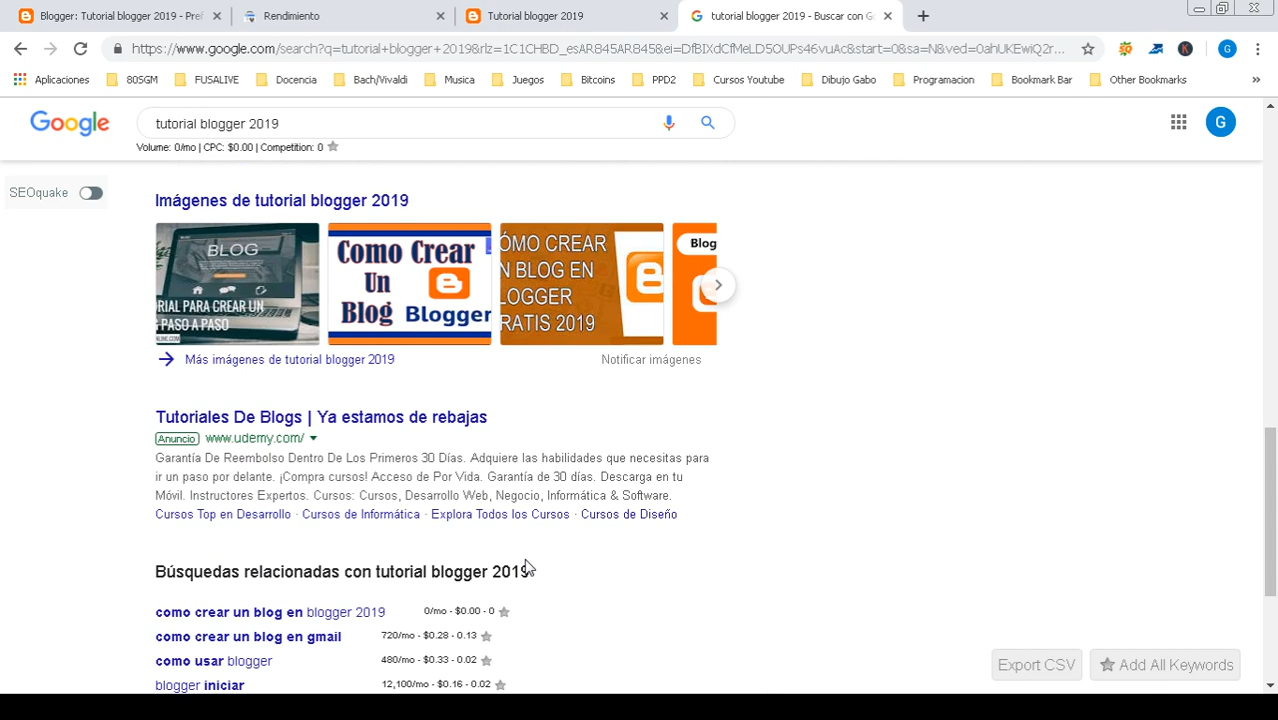 Blogger: Tutorial blogger 2019 - Pref
Rendimiento
Tutorial blogger 2019
tutorial blogger 2019 - Buscar con Go
https://www.google.com/search?q=tutorial+blogger+2019&rlz=1C1CHBD_esAR845AR845&ei=DfBIXdCfMeLD5OUPs46vuAc&start=0&sa=N&ved=0ahUKEwiQ2r...
Aplicaciones
80SGM
FUSALIVE
Docencia
Bach/Vivaldi
Musica
Juegos
Bitcoins
PPD2
Cursos Youtube
Dibujo Gabo
Programacion
Bookmark Bar
Other Bookmarks
Google
tutorial blogger 2019
G
Volume: 0/mo | CPC: $0.00 | Competition: 0
SEOquake
Imágenes de tutorial blogger 2019
BLOG
RIAL PARA CREAR UN
PASO A PASO
Como Crear
Un
Blog
Blogger
ÓMO CREAR
N BLOG EN
LOGGER
RATIS 2019
Blog
Más imágenes de tutorial blogger 2019
Notificar imágenes
Tutoriales De Blogs | Ya estamos de rebajas
Anuncio www.udemy.com/
Garantía De Reembolso Dentro De Los Primeros 30 Días. Adquiere las habilidades que necesitas para
ir un paso por delante. ¡Compra cursos! Acceso de Por Vida. Garantía de 30 días. Descarga en tu
Móvil. Instructores Expertos. Cursos: Cursos, Desarrollo Web, Negocio, Informática & Software.
Cursos Top en Desarrollo · Cursos de Informática · Explora Todos los Cursos · Cursos de Diseño
Búsquedas relacionadas con tutorial blogger 2019
como crear un blog en blogger 2019 0/mo - $0.00 - 0
como crear un blog en gmail 720/mo - $0.28 - 0.13
como usar blogger 480/mo - $0.33 - 0.02
blogger iniciar 12,100/mo - $0.16 - 0.02
Export CSV
Add All Keywords